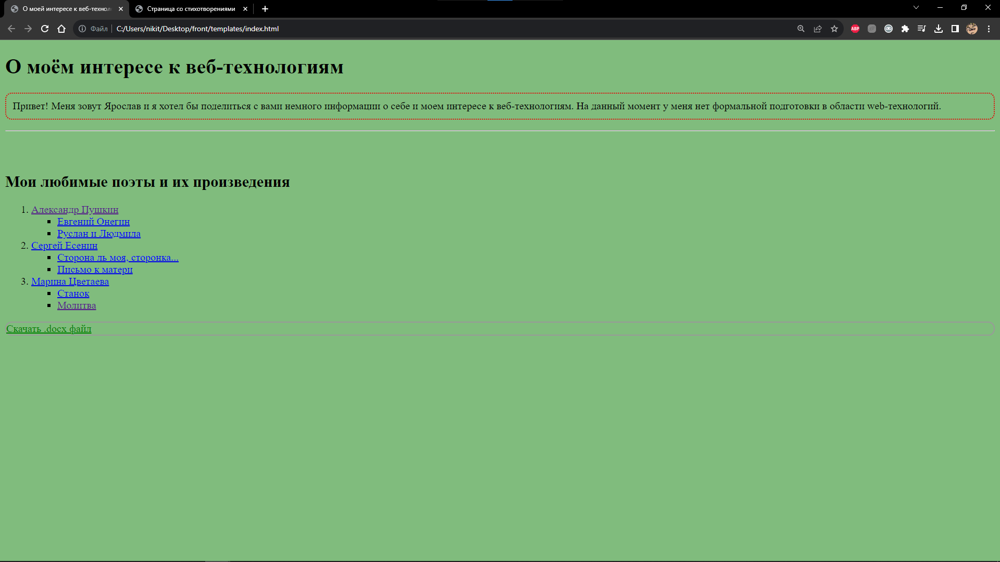 О моей интересе к веб-технол
Страница со стихотворениями
Файл
C:/Users/nikit/Desktop/front/templates/index.html
ABP
О моём интересе к веб-технологиям
Привет! Меня зовут Ярослав и я хотел бы поделиться с вами немного информации о себе и моем интересе к веб-технологиям. На данный момент у меня нет формальной подготовки в области web-технологий.
Мои любимые поэты и их произведения
1. Александр Пушкин
Евгений Онегин
Руслан и Людмила
2. Сергей Есенин
Сторона ль моя, сторонка...
Письмо к матери
3. Марина Цветаева
Станок
Молитва
Скачать .docx файл